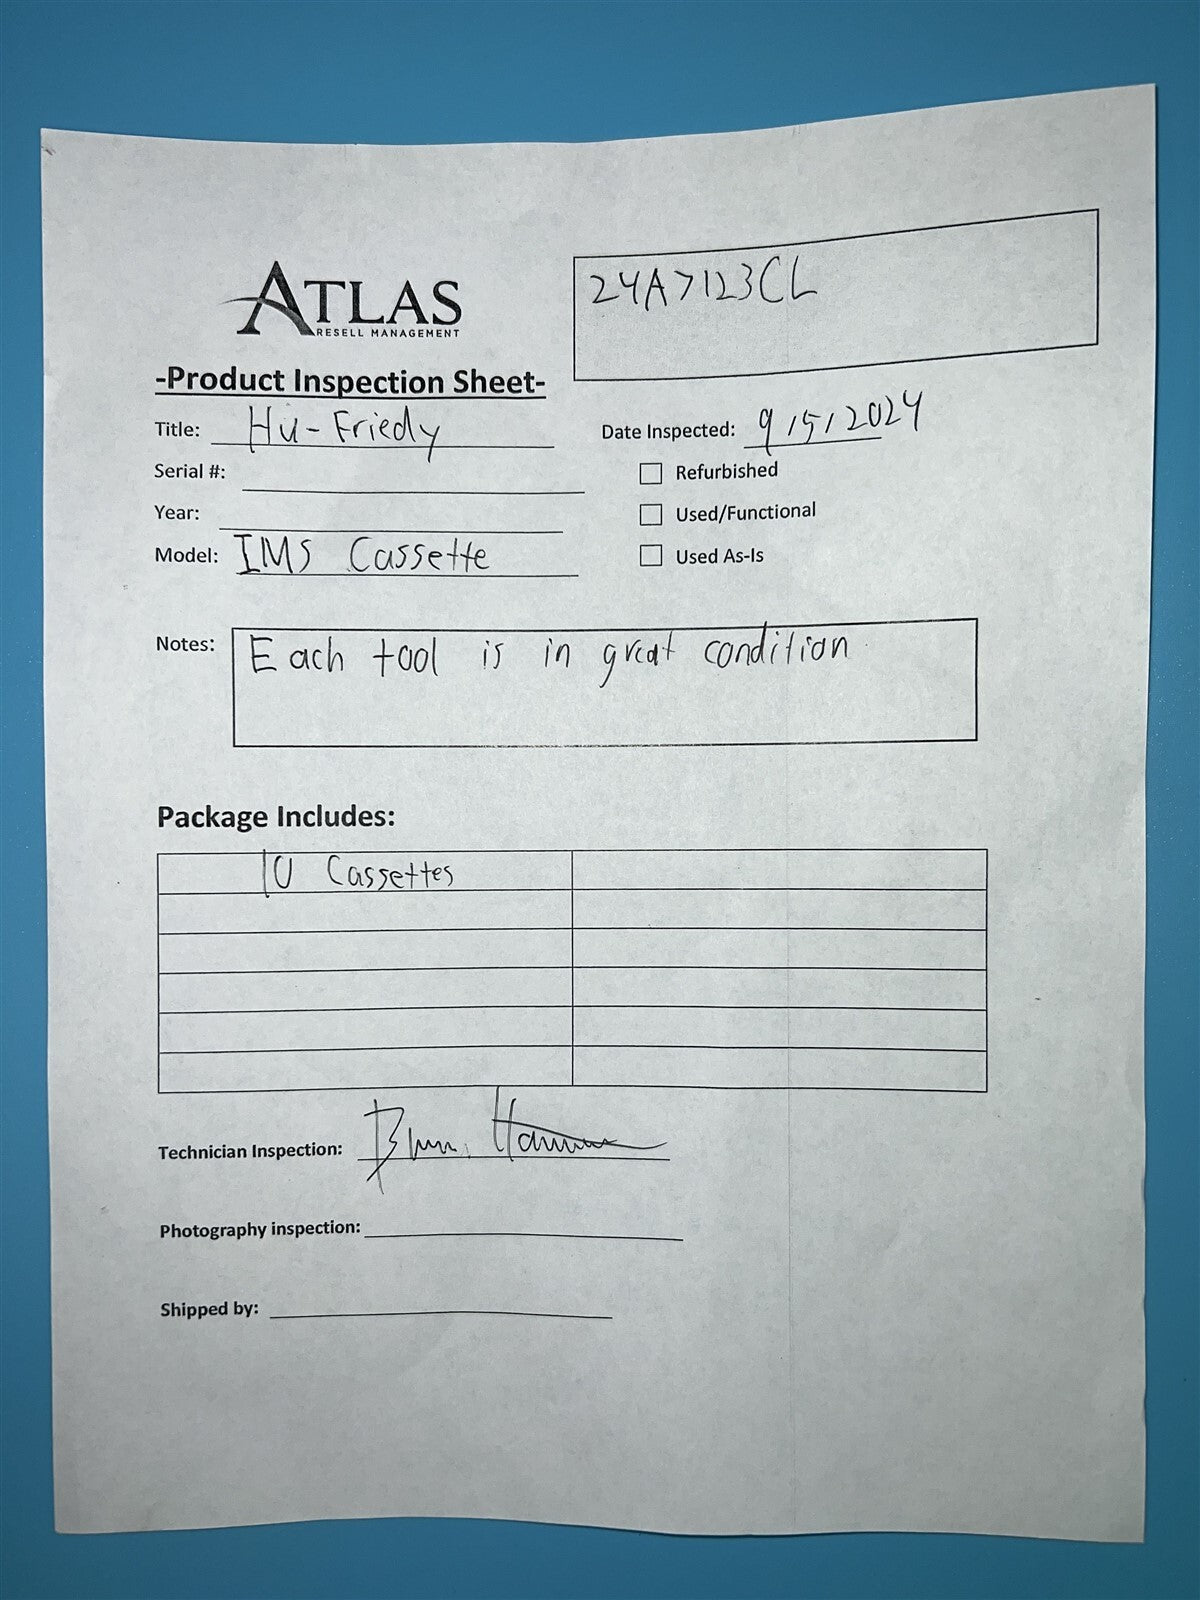 ATLAS
RESELL MANAGEMENT
24A7123CL
-Product Inspection Sheet-
Title: Hu-Friedy
Date Inspected: 9/5/2024
Serial #:
Refurbished
Year:
Used/Functional
Model: IMS Cassette
Used As-Is
Notes: Each tool is in great condition
Package Includes:
10 Cassettes
Technician Inspection:
Photography inspection:
Shipped by: